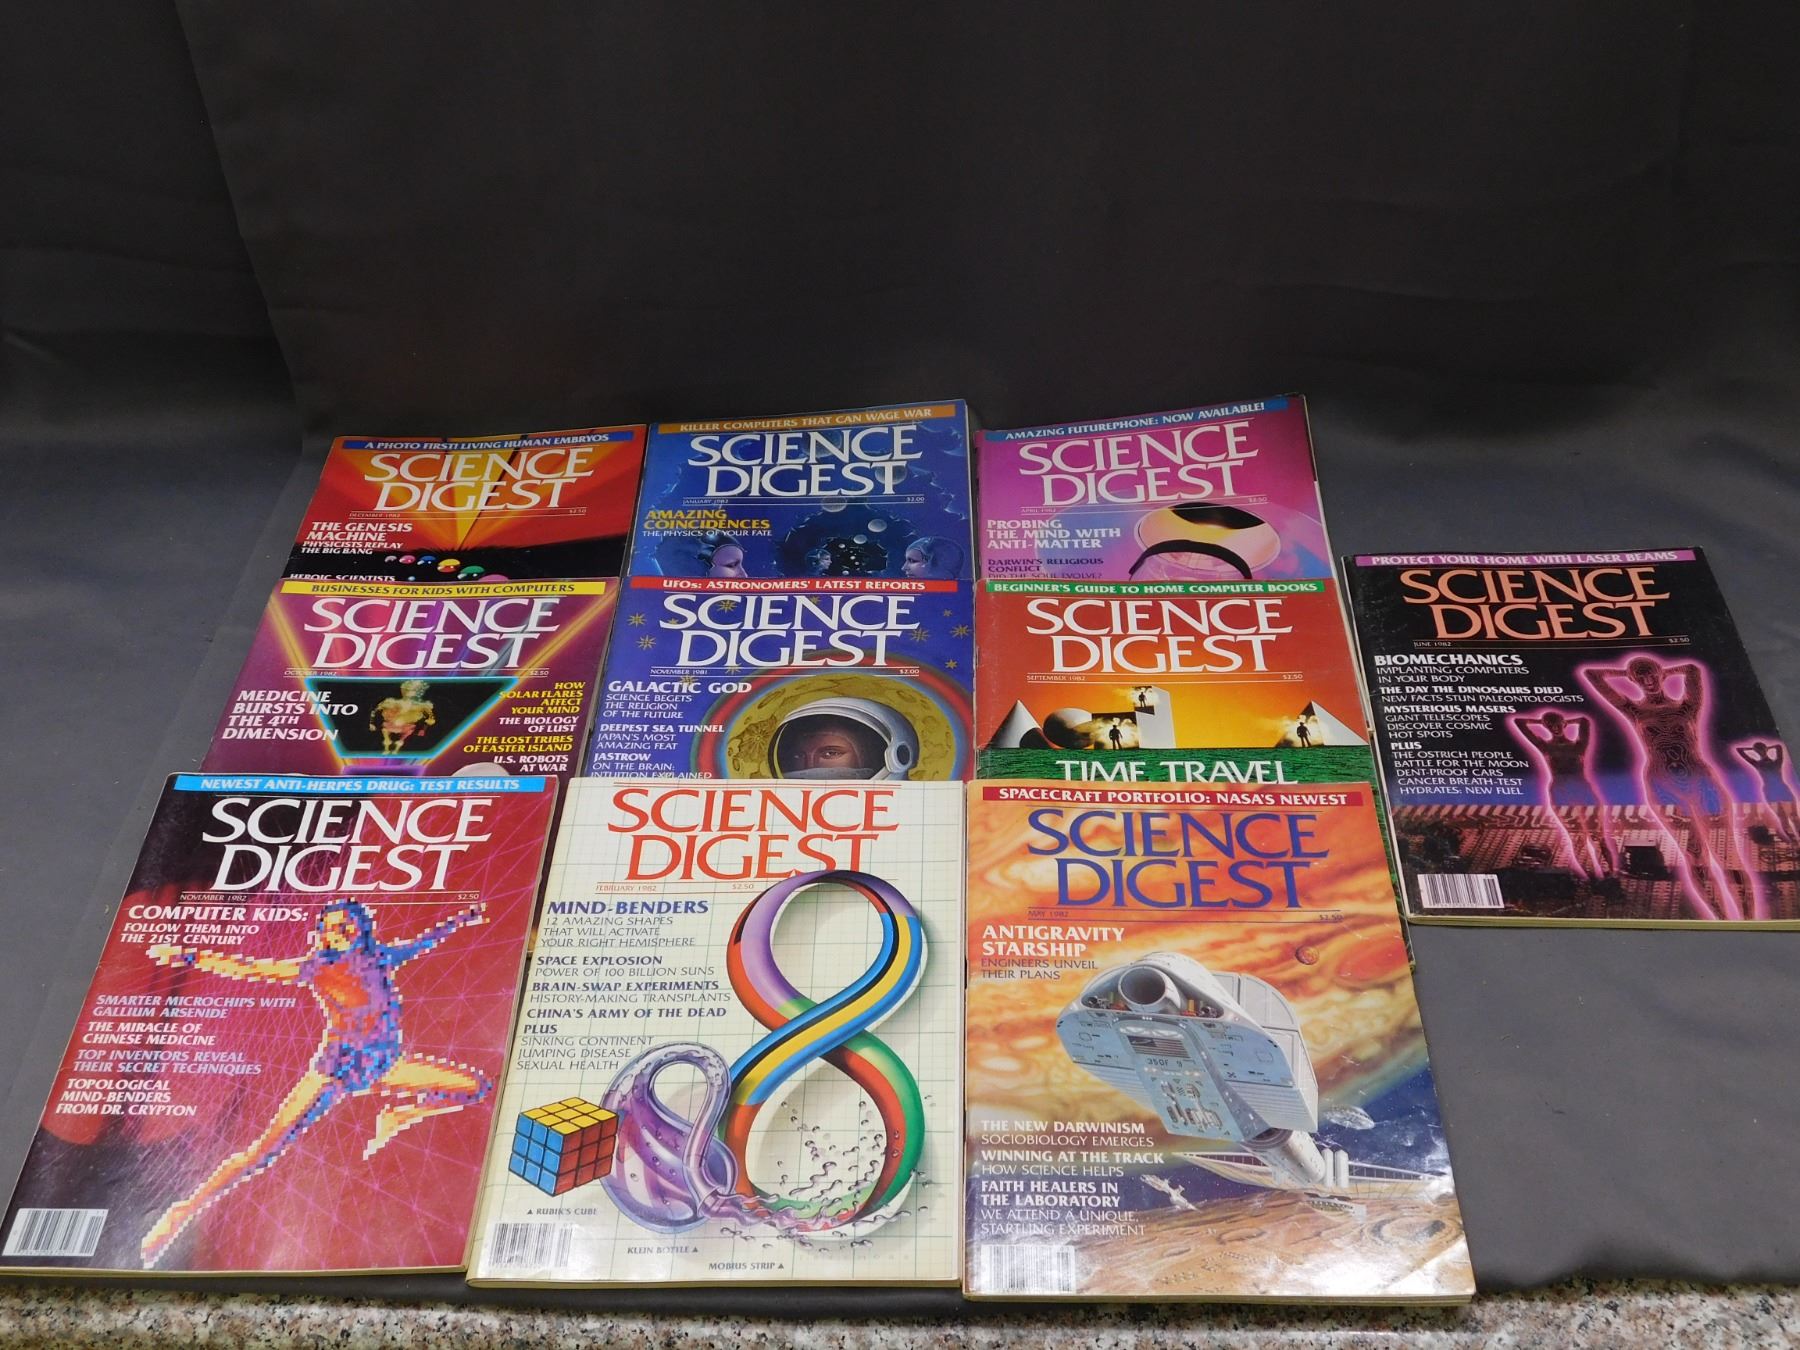 A PHOTO FIRST! LIVING HUMAN EMBRYOS
SCIENCE
DIGEST
DECEMBER 1982 $2.50
THE GENESIS
MACHINE
PHYSICISTS REPLAY
THE BIG BANG
HEROIC SCIENTISTS
KILLER COMPUTERS THAT CAN WAGE WAR
SCIENCE
DIGEST
JANUARY 1982 $2.00
AMAZING
COINCIDENCES
THE PHYSICS OF YOUR FATE
AMAZING FUTUREPHONE: NOW AVAILABLE!
SCIENCE
DIGEST
APRIL 1982 $2.50
PROBING
THE MIND WITH
ANTI-MATTER
DARWIN'S RELIGIOUS
CONFLICT
DID THE SOUL EVOLVE?
BUSINESSES FOR KIDS WITH COMPUTERS
SCIENCE
DIGEST
OCTOBER 1982 $2.50
MEDICINE
BURSTS INTO
THE 4TH
DIMENSION
HOW
SOLAR FLARES
AFFECT
YOUR MIND
THE BIOLOGY
OF LUST
THE LOST TRIBES
OF EASTER ISLAND
U.S. ROBOTS
AT WAR
UFOs: ASTRONOMERS' LATEST REPORTS
SCIENCE
DIGEST
NOVEMBER 1981 $2.00
GALACTIC GOD
SCIENCE BEGETS
THE RELIGION
OF THE FUTURE
DEEPEST SEA TUNNEL
JAPAN'S MOST
AMAZING FEAT
JASTROW
ON THE BRAIN:
INTUITION EXPLAINED
BEGINNER'S GUIDE TO HOME COMPUTER BOOKS
SCIENCE
DIGEST
SEPTEMBER 1982 $2.50
TIME TRAVEL
PROTECT YOUR HOME WITH LASER BEAMS
SCIENCE
DIGEST
JUNE 1982 $2.50
BIOMECHANICS
IMPLANTING COMPUTERS
IN YOUR BODY
THE DAY THE DINOSAURS DIED
NEW FACTS STUN PALEONTOLOGISTS
MYSTERIOUS MASERS
GIANT TELESCOPES
DISCOVER COSMIC
HOT SPOTS
PLUS
THE OSTRICH PEOPLE
BATTLE FOR THE MOON
DENT-PROOF CARS
CANCER BREATH-TEST
HYDRATES: NEW FUEL
NEWEST ANTI-HERPES DRUG: TEST RESULTS
SCIENCE
DIGEST
NOVEMBER 1982 $2.50
COMPUTER KIDS:
FOLLOW THEM INTO
THE 21ST CENTURY
SMARTER MICROCHIPS WITH
GALLIUM ARSENIDE
THE MIRACLE OF
CHINESE MEDICINE
TOP INVENTORS REVEAL
THEIR SECRET TECHNIQUES
TOPOLOGICAL
MIND-BENDERS
FROM DR. CRYPTON
SCIENCE
DIGEST
FEBRUARY 1982 $2.50
MIND-BENDERS
12 AMAZING SHAPES
THAT WILL ACTIVATE
YOUR RIGHT HEMISPHERE
SPACE EXPLOSION
POWER OF 100 BILLION SUNS
BRAIN-SWAP EXPERIMENTS
HISTORY-MAKING TRANSPLANTS
CHINA'S ARMY OF THE DEAD
PLUS
SINKING CONTINENT
JUMPING DISEASE
SEXUAL HEALTH
▲ RUBIK'S CUBE
KLEIN BOTTLE ▲
MOBIUS STRIP ▲
SPACECRAFT PORTFOLIO: NASA'S NEWEST
SCIENCE
DIGEST
MAY 1982 $2.50
ANTIGRAVITY
STARSHIP
ENGINEERS UNVEIL
THEIR PLANS
350F 9
THE NEW DARWINISM
SOCIOBIOLOGY EMERGES
WINNING AT THE TRACK
HOW SCIENCE HELPS
FAITH HEALERS IN
THE LABORATORY
WE ATTEND A UNIQUE,
STARTLING EXPERIMENT